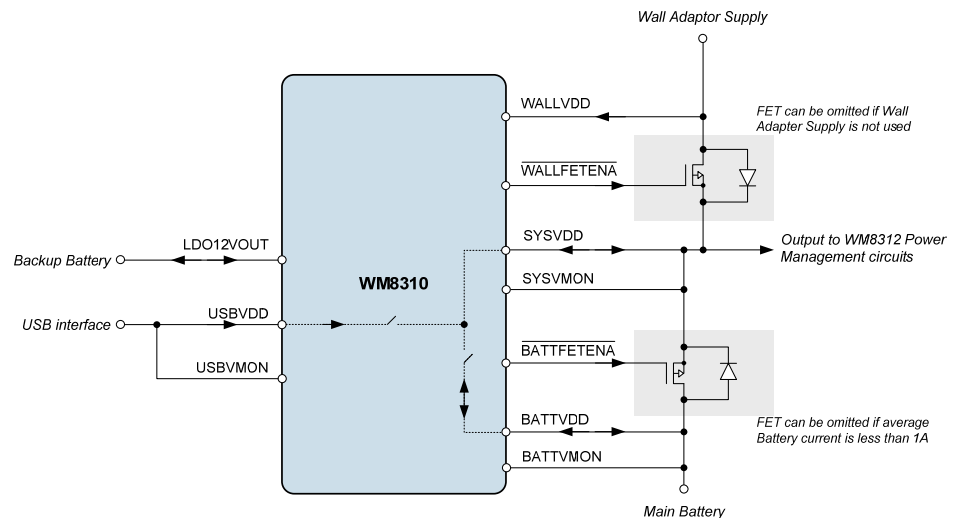 Wall Adaptor Supply
WALLVDD
FET can be omitted if Wall
Adapter Supply is not used
WALLFETENA
SYSVDD
Output to WM8312 Power
Management circuits
LDO12VOUT
Backup Battery
WM8310
SYSVMON
USBVDD
USB interface
BATTFETENA
USBVMON
BATTVDD
FET can be omitted if average
Battery current is less than 1A
BATTVMON
Main Battery